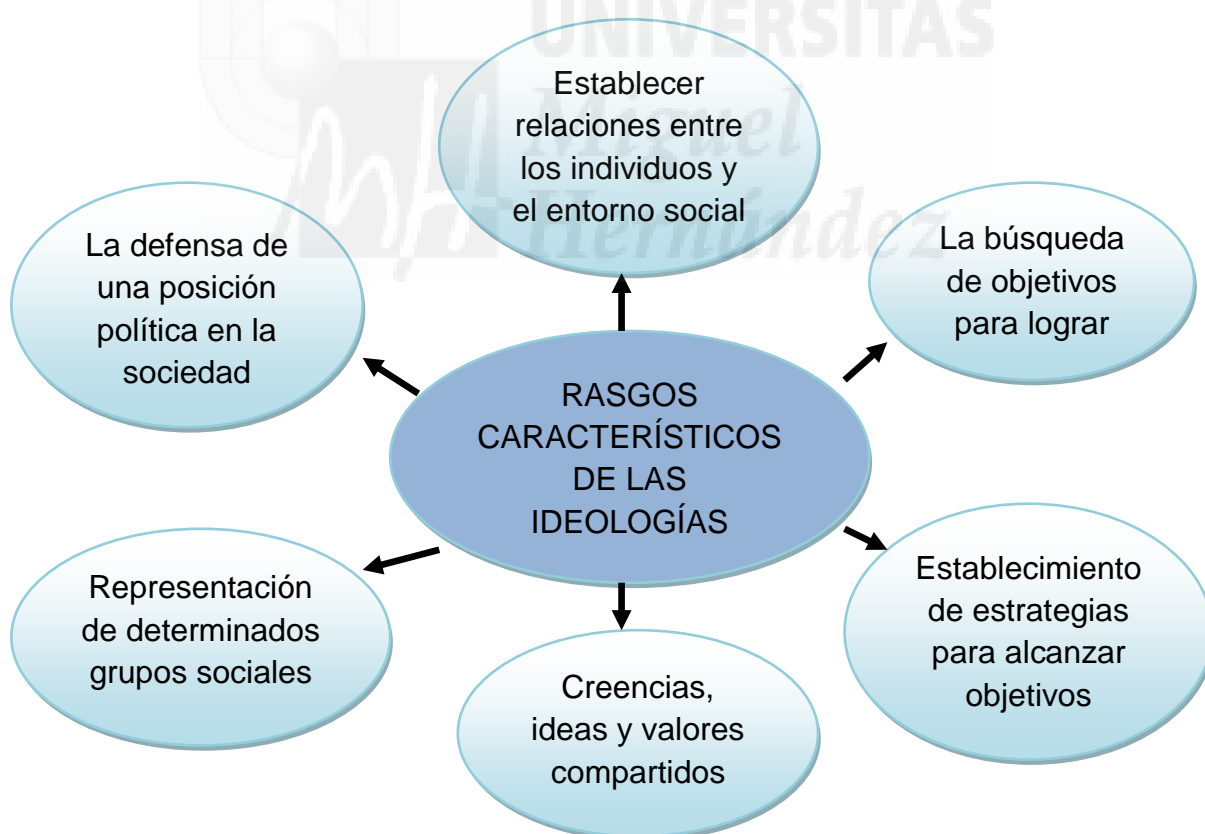 UNIVERSITAS
Miguel
Hernández
Establecer
relaciones entre
los individuos y
el entorno social
La defensa de
una posición
política en la
sociedad
La búsqueda
de objetivos
para lograr
RASGOS
CARACTERÍSTICOS
DE LAS
IDEOLOGÍAS
Representación
de determinados
grupos sociales
Establecimiento
de estrategias
para alcanzar
objetivos
Creencias,
ideas y valores
compartidos